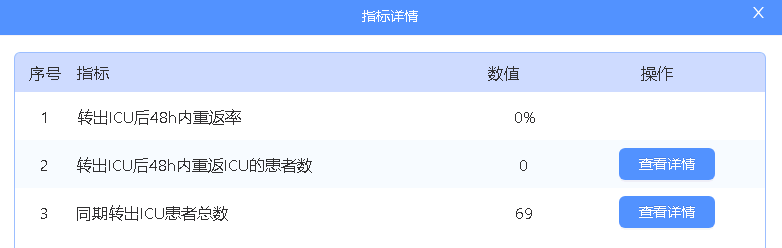 指标详情
X
序号 指标 数值 操作
1 转出ICU后48h内重返率 0%
2 转出ICU后48h内重返ICU的患者数 0 查看详情
3 同期转出ICU患者总数 69 查看详情